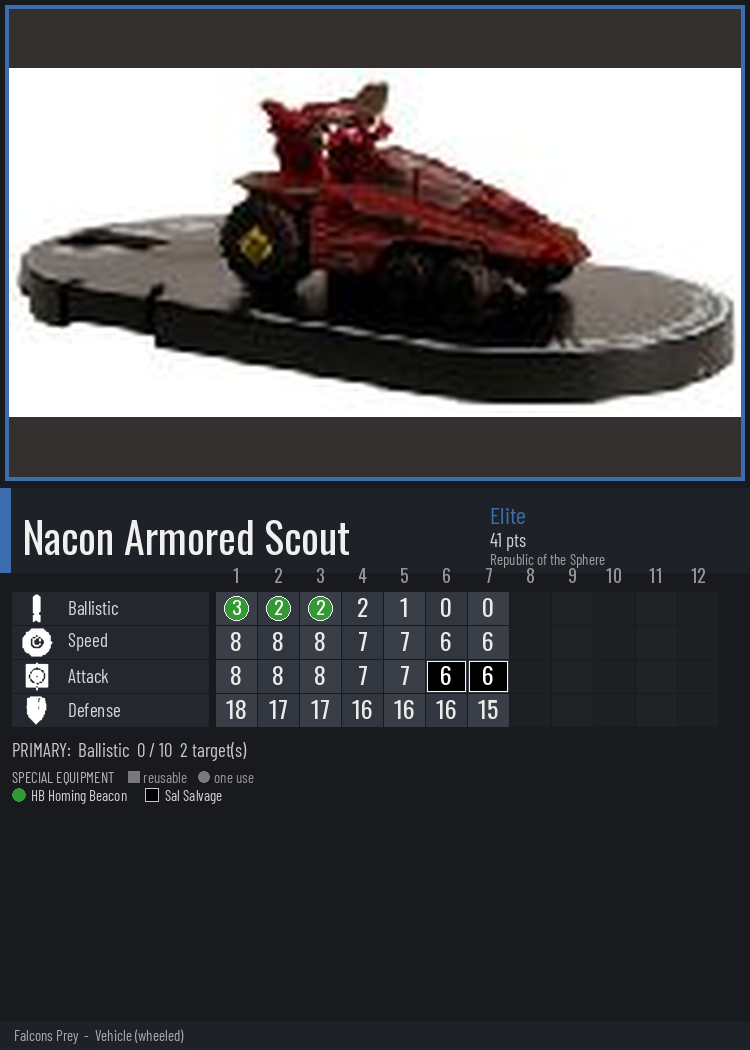 Nacon Armored Scout
Elite
41 pts
Republic of the Sphere
1 2 3 4 5 6 7 8 9 10 11 12
Ballistic 3 2 2 2 1 0 0
Speed 8 8 8 7 7 6 6
Attack 8 8 8 7 7 6 6
Defense 18 17 17 16 16 16 15
PRIMARY: Ballistic 0 / 10 2 target(s)
SPECIAL EQUIPMENT reusable one use
HB Homing Beacon Sal Salvage
Falcons Prey - Vehicle (wheeled)